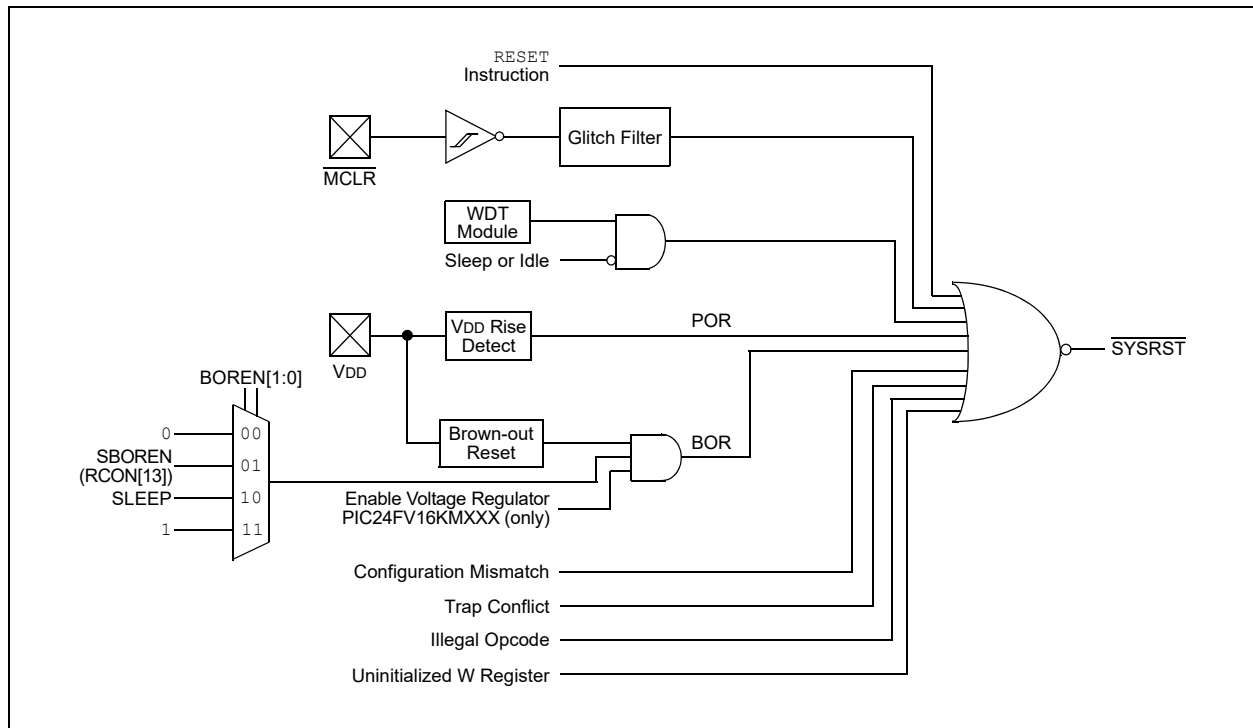 RESET
Instruction
MCLR
Glitch Filter
WDT
Module
Sleep or Idle
VDD
VDD Rise
Detect
POR
SYSRST
BOREN[1:0]
0
00
SBOREN
(RCON[13])
01
SLEEP
10
1
11
Brown-out
Reset
BOR
Enable Voltage Regulator
PIC24FV16KMXXX (only)
Configuration Mismatch
Trap Conflict
Illegal Opcode
Uninitialized W Register